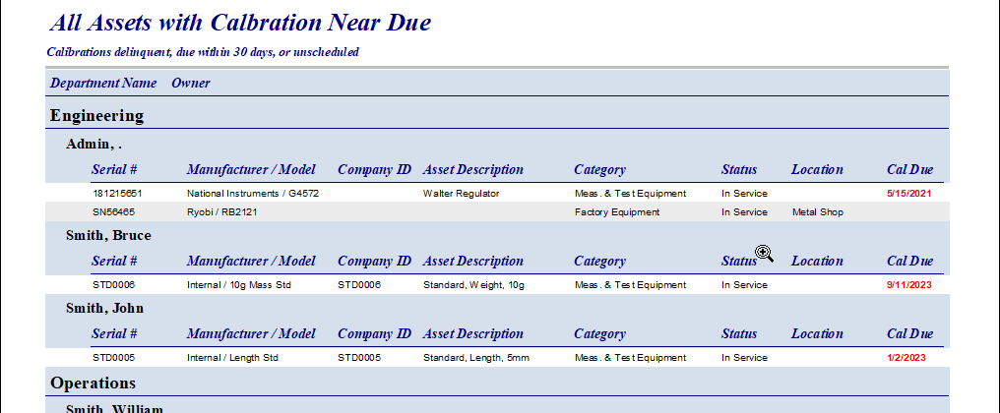 All Assets with Calbration Near Due
Calibrations delinquent, due within 30 days, or unscheduled
Department Name Owner
Engineering
Admin, .
Serial # Manufacturer / Model Company ID Asset Description Category Status Location Cal Due
181215651 National Instruments / G4572 Walter Regulator Meas. & Test Equipment In Service 5/15/2021
SN56465 Ryobi / RB2121 Factory Equipment In Service Metal Shop
Smith, Bruce
Serial # Manufacturer / Model Company ID Asset Description Category Status Location Cal Due
STD0006 Internal / 10g Mass Std STD0006 Standard, Weight, 10g Meas. & Test Equipment In Service 9/11/2023
Smith, John
Serial # Manufacturer / Model Company ID Asset Description Category Status Location Cal Due
STD0005 Internal / Length Std STD0005 Standard, Length, 5mm Meas. & Test Equipment In Service 1/2/2023
Operations
Smith, William